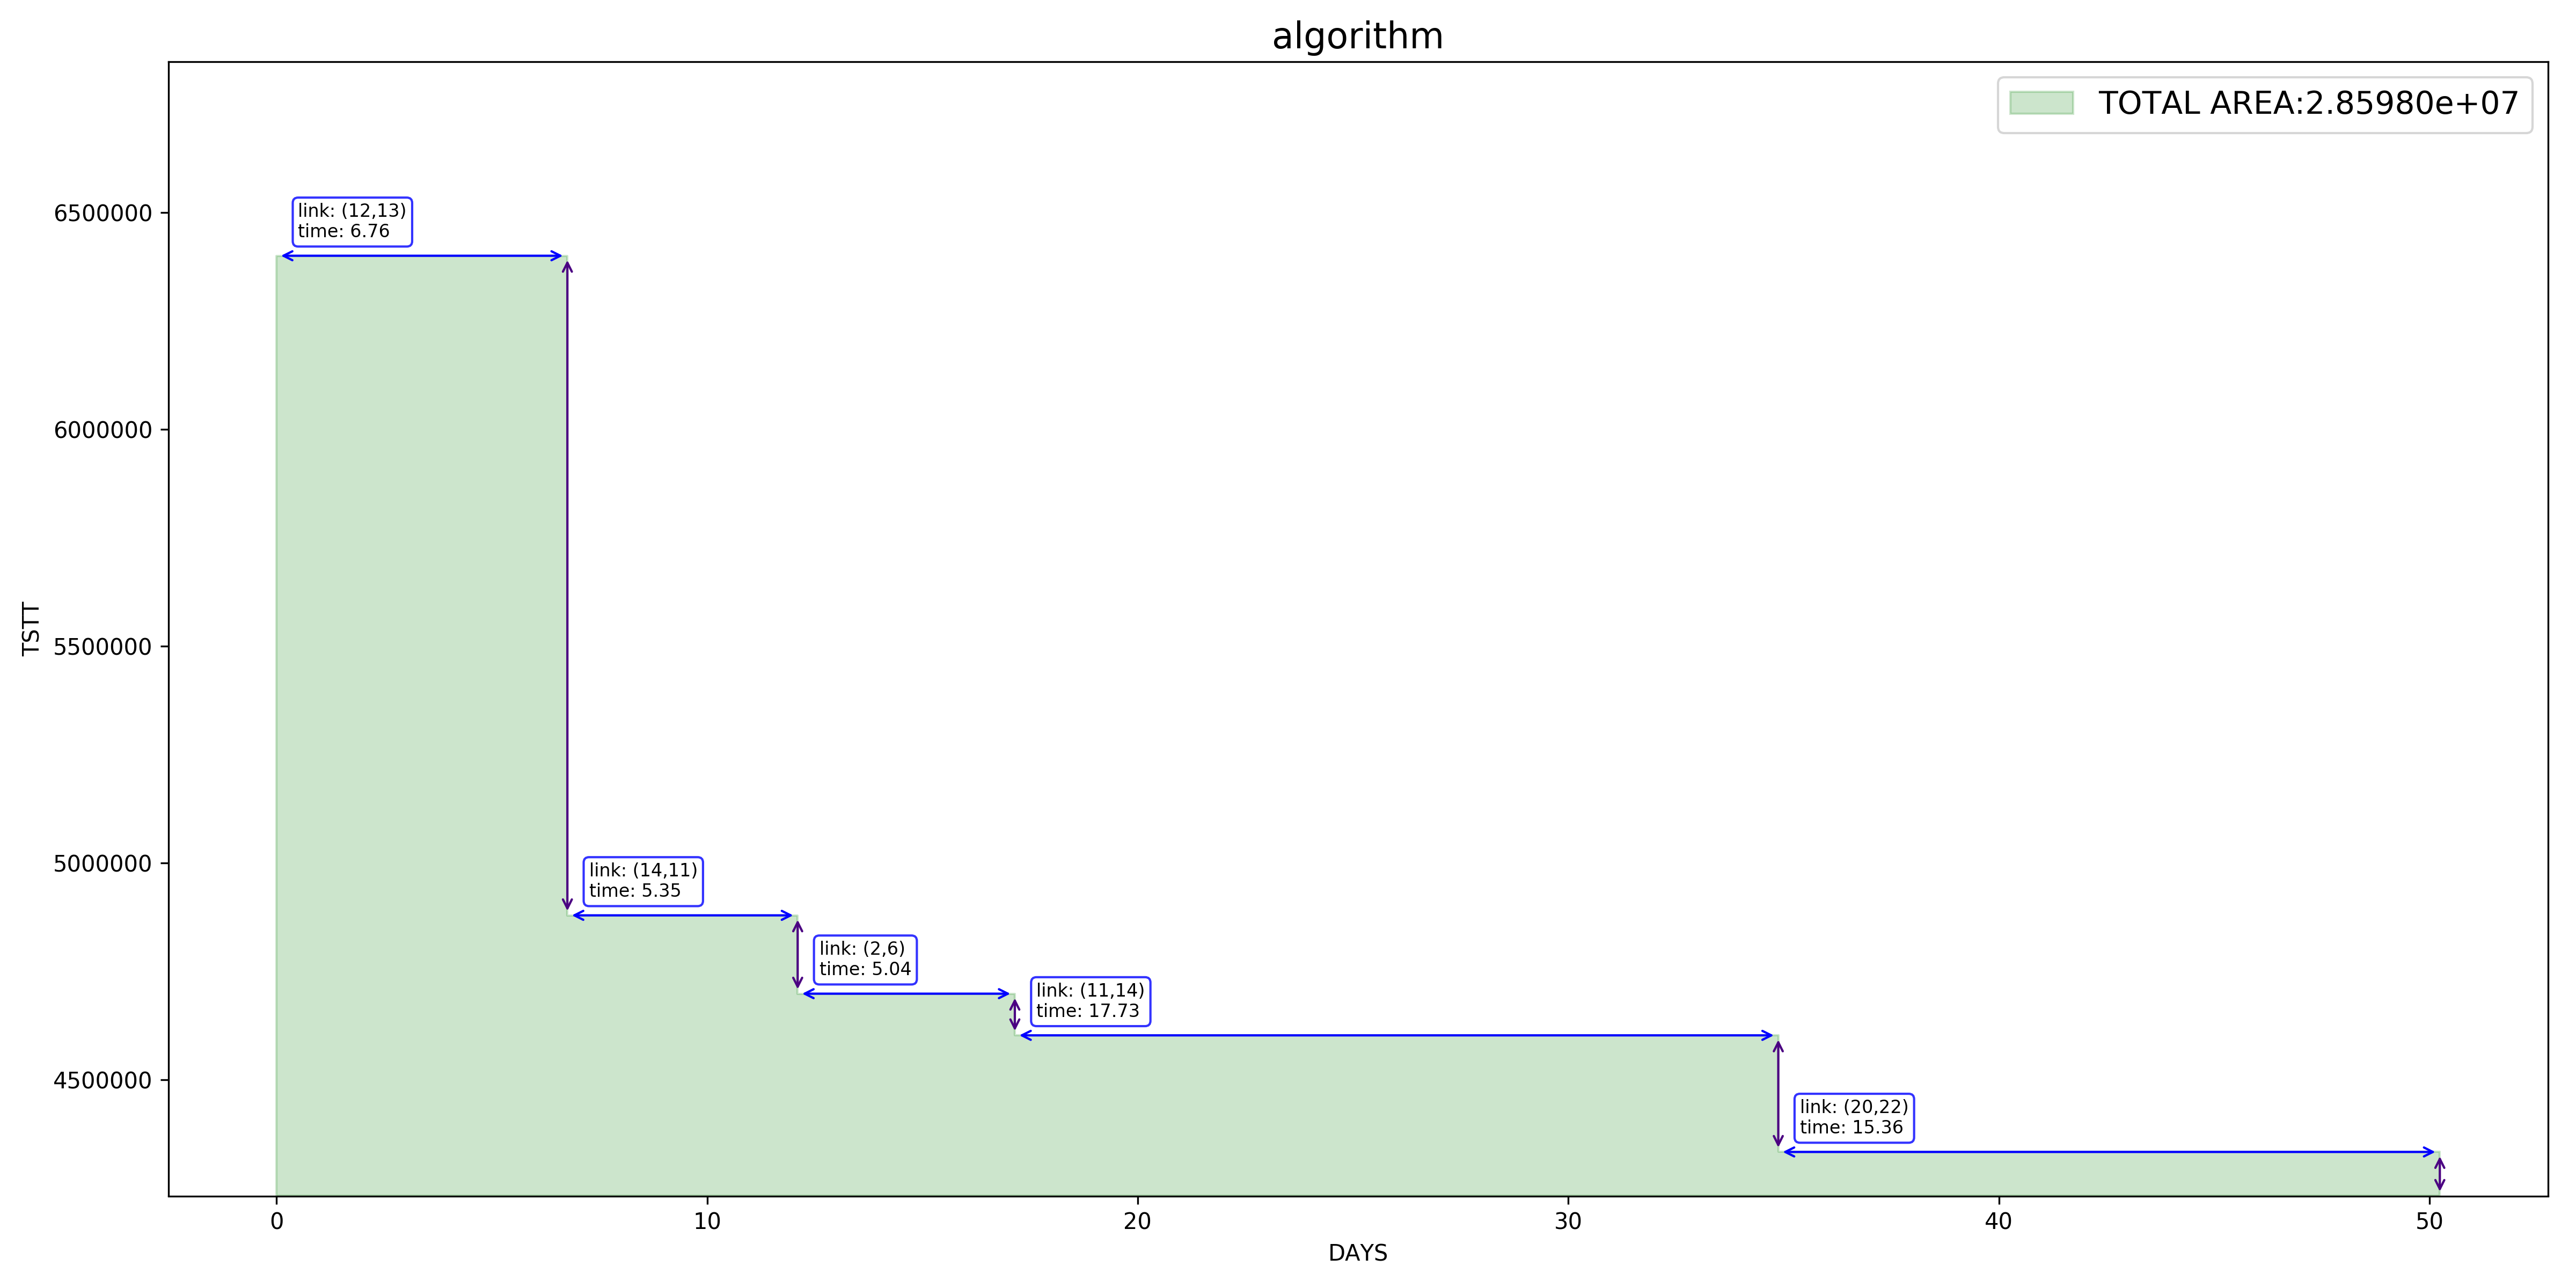 algorithm
TOTAL AREA:2.85980e+07
TSTT
6500000
6000000
5500000
5000000
4500000
link: (12,13)
time: 6.76
link: (14,11)
time: 5.35
link: (2,6)
time: 5.04
link: (11,14)
time: 17.73
link: (20,22)
time: 15.36
0 10 20 30 40 50
DAYS